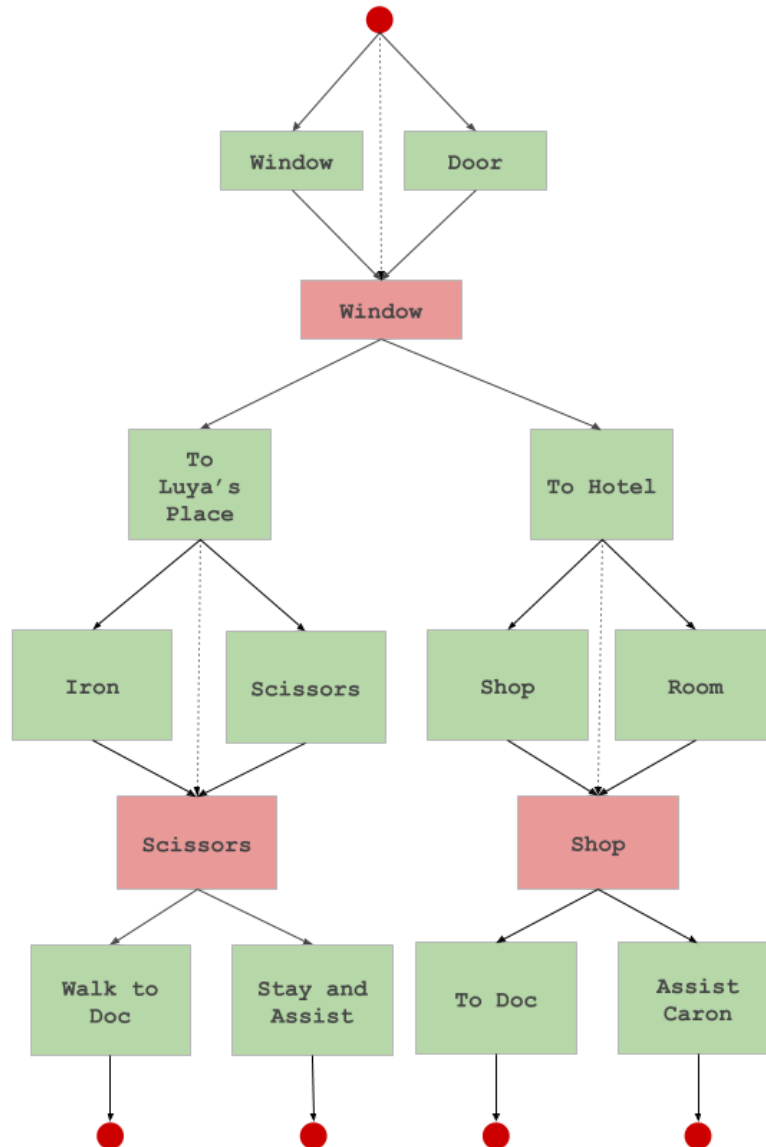 Window
Door
Window
To
Luya's
Place
To Hotel
Iron
Scissors
Shop
Room
Scissors
Shop
Walk to
Doc
Stay and
Assist
To Doc
Assist
Caron